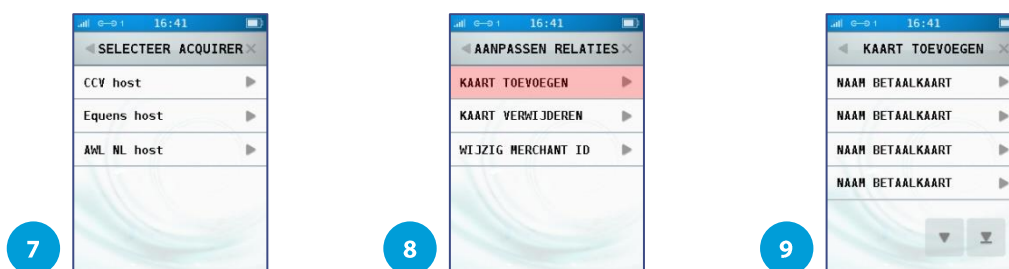 16:41
SELECTEER ACQUIRER
CCV host
Equens host
AWL NL host
7
16:41
AANPASSEN RELATIES
KAART TOEVOEGEN
KAART VERWIJDEREN
WIJZIG MERCHANT ID
8
16:41
KAART TOEVOEGEN
NAAM BETAALKAART
NAAM BETAALKAART
NAAM BETAALKAART
NAAM BETAALKAART
9